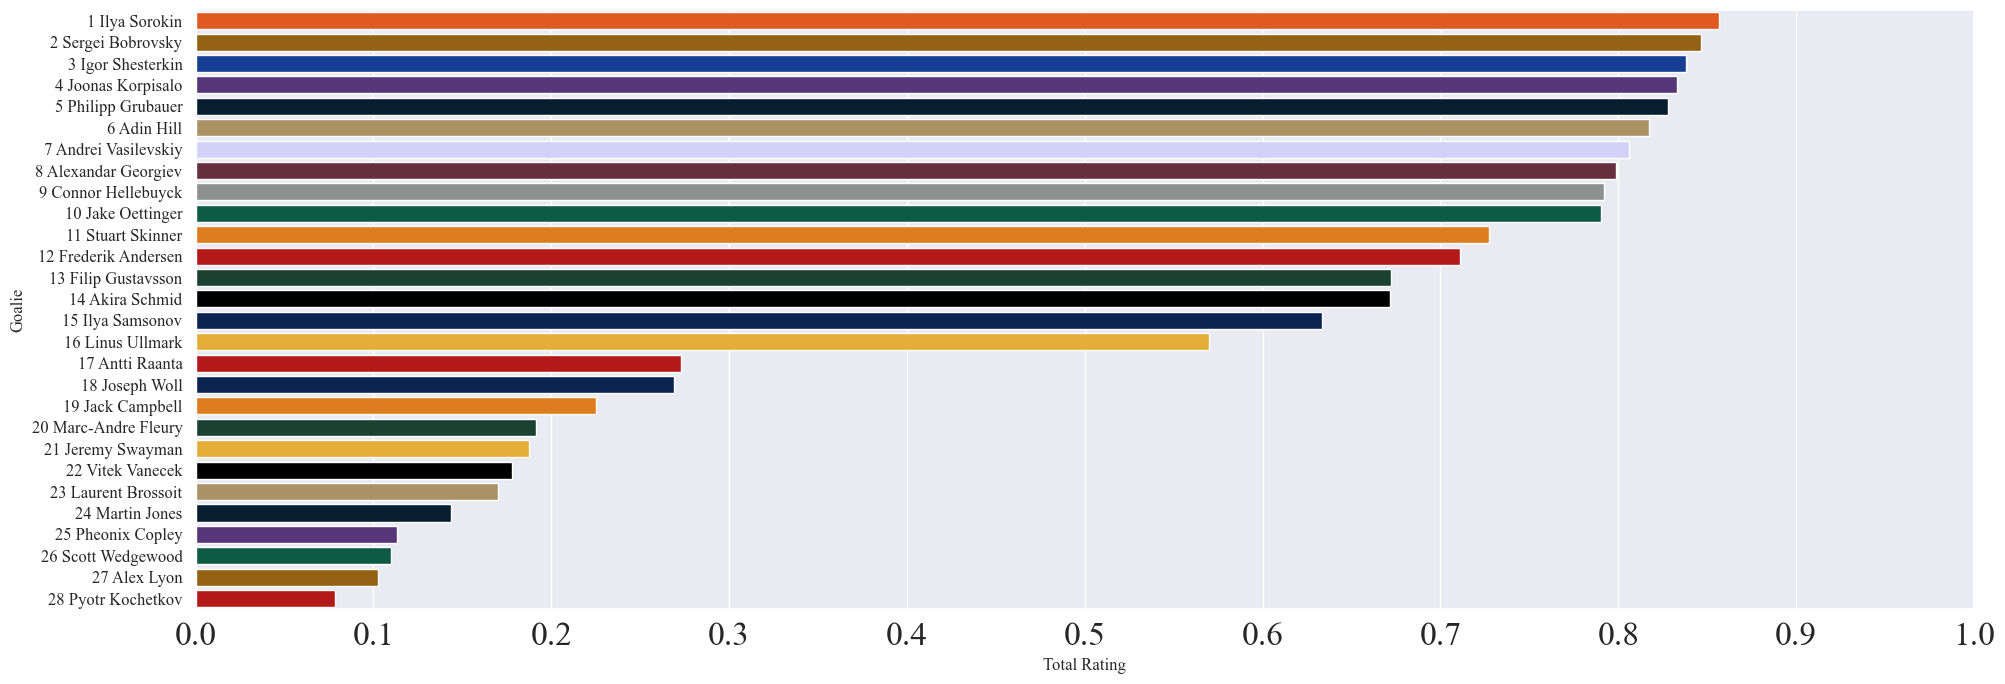 1 Ilya Sorokin
2 Sergei Bobrovsky
3 Igor Shesterkin
4 Joonas Korpisalo
5 Philipp Grubauer
6 Adin Hill
7 Andrei Vasilevskiy
8 Alexandar Georgiev
9 Connor Hellebuyck
10 Jake Oettinger
11 Stuart Skinner
12 Frederik Andersen
13 Filip Gustavsson
14 Akira Schmid
15 Ilya Samsonov
16 Linus Ullmark
17 Antti Raanta
18 Joseph Woll
19 Jack Campbell
20 Marc-Andre Fleury
21 Jeremy Swayman
22 Vitek Vanecek
23 Laurent Brossoit
24 Martin Jones
25 Pheonix Copley
26 Scott Wedgewood
27 Alex Lyon
28 Pyotr Kochetkov
Goalie
0.0 0.1 0.2 0.3 0.4 0.5 0.6 0.7 0.8 0.9 1.0
Total Rating